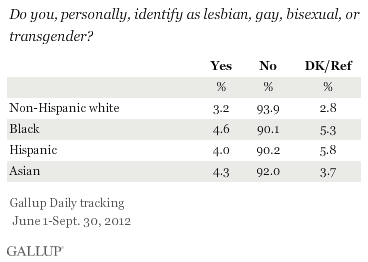 Do you, personally, identify as lesbian, gay, bisexual, or
transgender?
Yes No DK/Ref
% % %
Non-Hispanic white 3.2 93.9 2.8
Black 4.6 90.1 5.3
Hispanic 4.0 90.2 5.8
Asian 4.3 92.0 3.7
Gallup Daily tracking
June 1-Sept. 30, 2012
GALLUP®